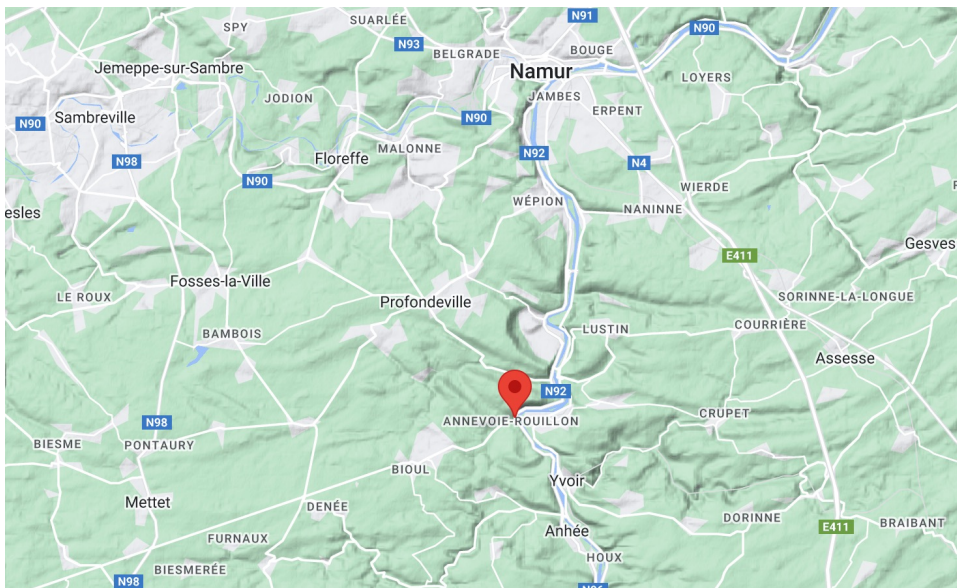 N91
SPY
SUARLÉE
N90
N93
BELGRADE
BOUGE
Jemeppe-sur-Sambre
Namur
LOYERS
JODION
JAMBES
ERPENT
Sambreville
N90
N90
N92
MALONNE
Floreffe
N98
N4
N90
WIERDE
WÉPION
NANINNE
esles
Gesves
E411
Fosses-la-Ville
LE ROUX
SORINNE-LA-LONGUE
Profondeville
COURRIÈRE
LUSTIN
BAMBOIS
Assesse
N92
CRUPET
N98
ANNEVOIE-ROUILLON
BIESME
PONTAURY
BIOUL
Yvoir
Mettet
DENÉE
DORINNE
BRAIBANT
E411
Anhée
FURNAUX
HOUX
BIESMERÉE
N98